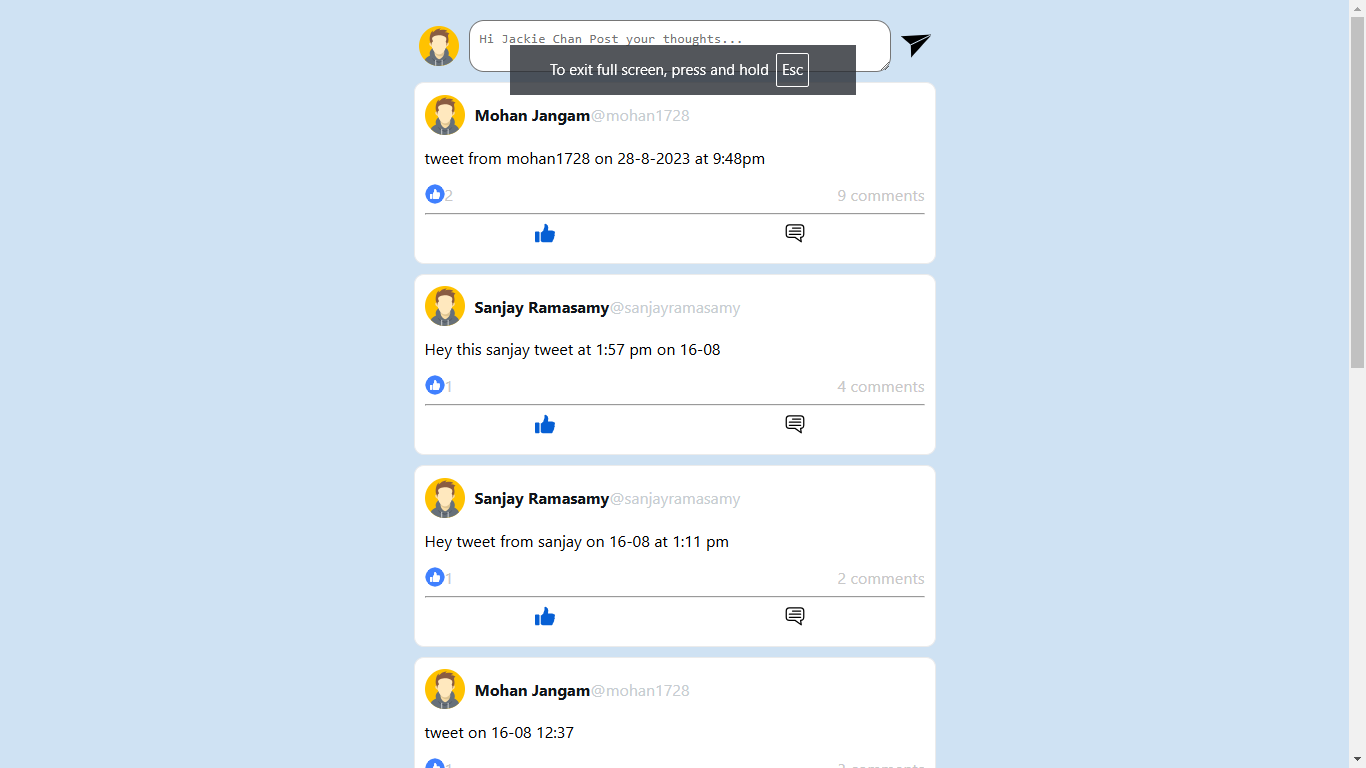 Hi Jackie Chan Post your thoughts...
To exit full screen, press and hold Esc
Mohan Jangam@mohan1728
tweet from mohan1728 on 28-8-2023 at 9:48pm
2 9 comments
Sanjay Ramasamy@sanjayramasamy
Hey this sanjay tweet at 1:57 pm on 16-08
1 4 comments
Sanjay Ramasamy@sanjayramasamy
Hey tweet from sanjay on 16-08 at 1:11 pm
1 2 comments
Mohan Jangam@mohan1728
tweet on 16-08 12:37
comments